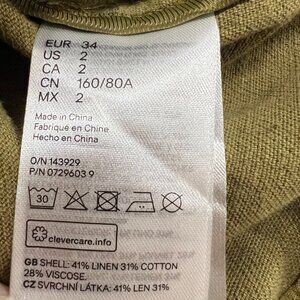 EUR 34
US 2
CA 2
CN 160/80A
MX 2
Made in China
Fabriqué en Chine
Hecho en China
O/N 143929
P/N 0729603 9
30
clevercare.info
GB SHELL: 41% LINEN 31% COTTON
28% VISCOSE.
CZ SVRCHNÍ LÁTKA: 41% LEN 31%